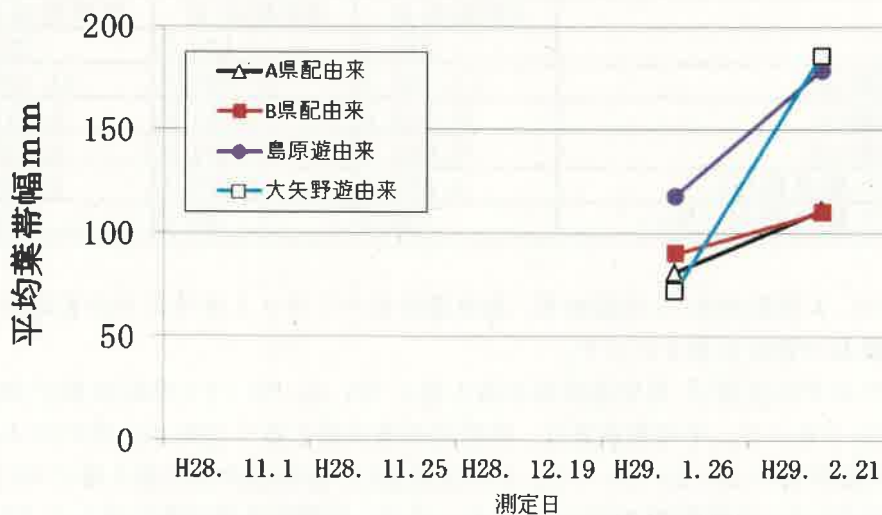 200
150
100
50
0
平均葉帯幅mm
A県配由来
B県配由来
島原遊由来
大矢野遊由来
H28. 11.1 H28. 11.25 H28. 12.19 H29. 1.26 H29. 2.21
測定日